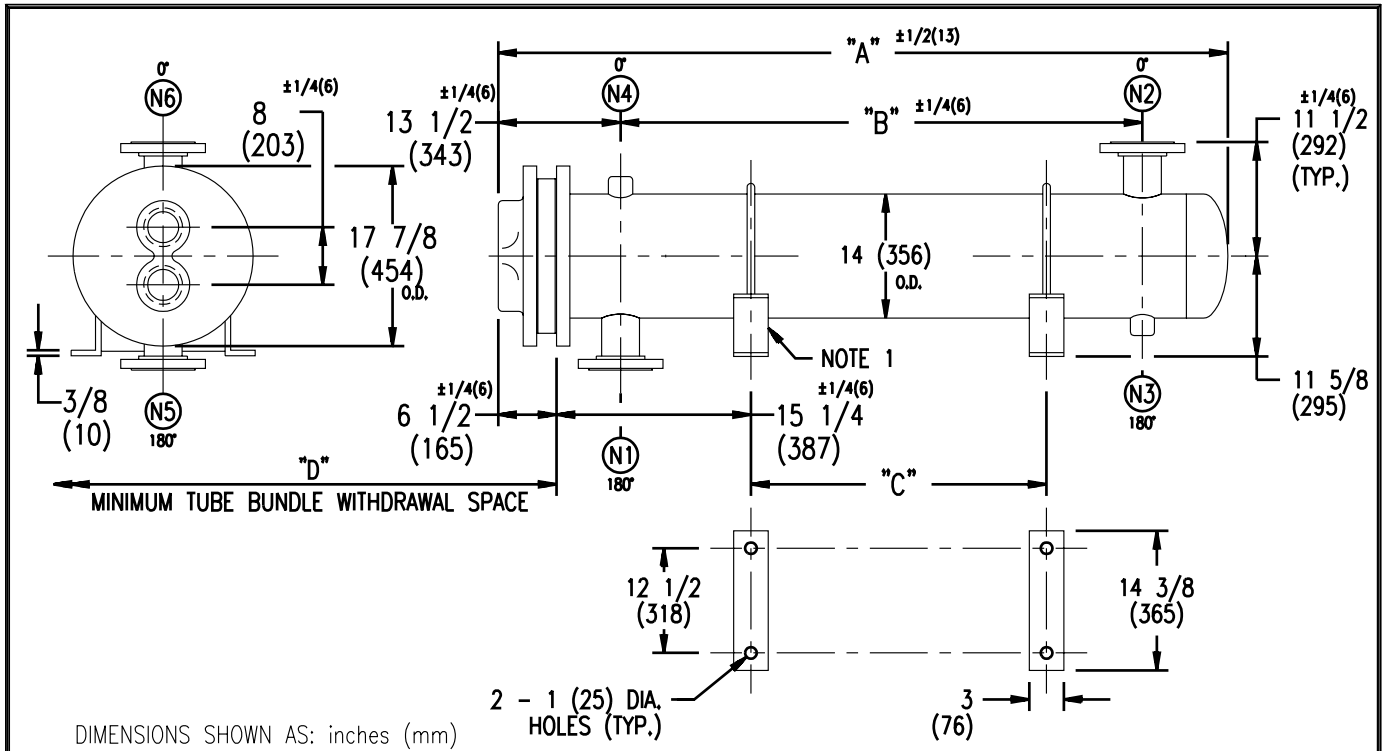 "A" ±1/2(13)
0°
N6
±1/4(6)
8
(203)
±1/4(6)
13 1/2
(343)
0°
N4
"B" ±1/4(6)
0°
N2
±1/4(6)
11 1/2
(292)
(TYP.)
17 7/8
(454)
O.D.
14 (356)
O.D.
NOTE 1
3/8
(10)
N5
180°
±1/4(6)
6 1/2
(165)
N1
180°
±1/4(6)
15 1/4
(387)
N3
180°
11 5/8
(295)
"D"
MINIMUM TUBE BUNDLE WITHDRAWAL SPACE
"C"
12 1/2
(318)
14 3/8
(365)
2 - 1 (25) DIA.
HOLES (TYP.)
3
(76)
DIMENSIONS SHOWN AS: inches (mm)